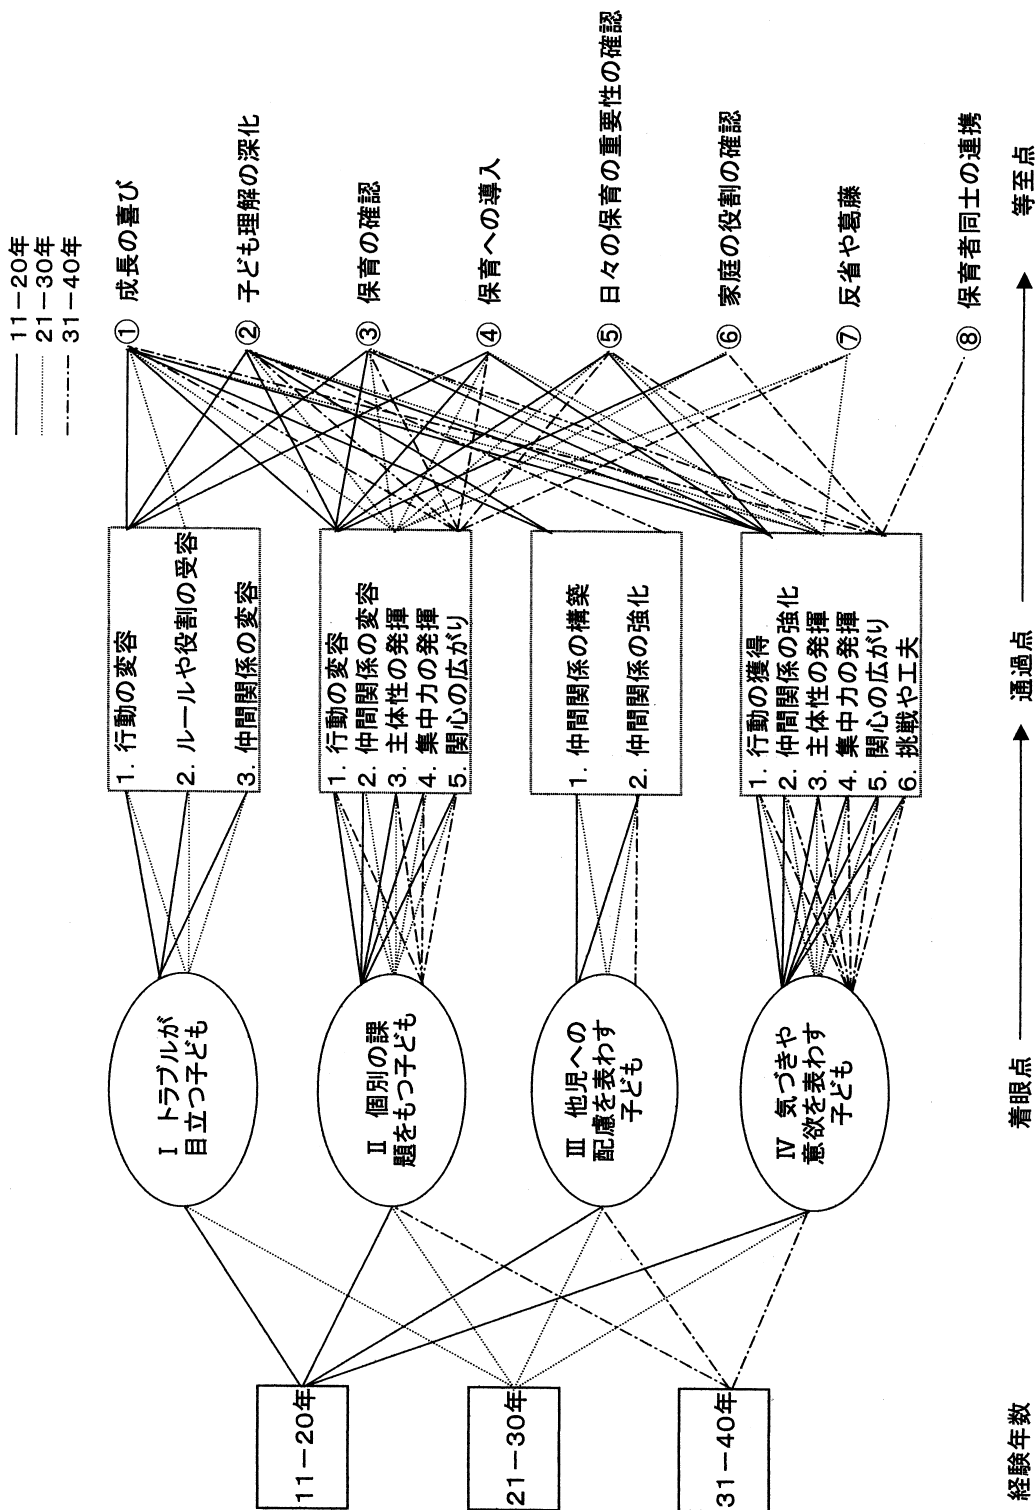 11－20年
21－30年
31－40年
11－20年
21－30年
31－40年
Ⅰ トラブルが
目立つ子ども
Ⅱ 個別の課
題をもつ子ども
Ⅲ 他児への
配慮を表わす
子ども
Ⅳ 気づきや
意欲を表わす
子ども
1. 行動の変容
2. ルールや役割の受容
3. 仲間関係の変容
1. 行動の変容
2. 仲間関係の変容
3. 主体性の発揮
4. 集中力の発揮
5. 関心の広がり
1. 仲間関係の構築
2. 仲間関係の強化
1. 行動の獲得
2. 仲間関係の強化
3. 主体性の発揮
4. 集中力の発揮
5. 関心の広がり
6. 挑戦や工夫
① 成長の喜び
② 子ども理解の深化
③ 保育の確認
④ 保育への導入
⑤ 日々の保育の重要性の確認
⑥ 家庭の役割の確認
⑦ 反省や葛藤
⑧ 保育者同士の連携
経験年数
着眼点
通過点
等至点